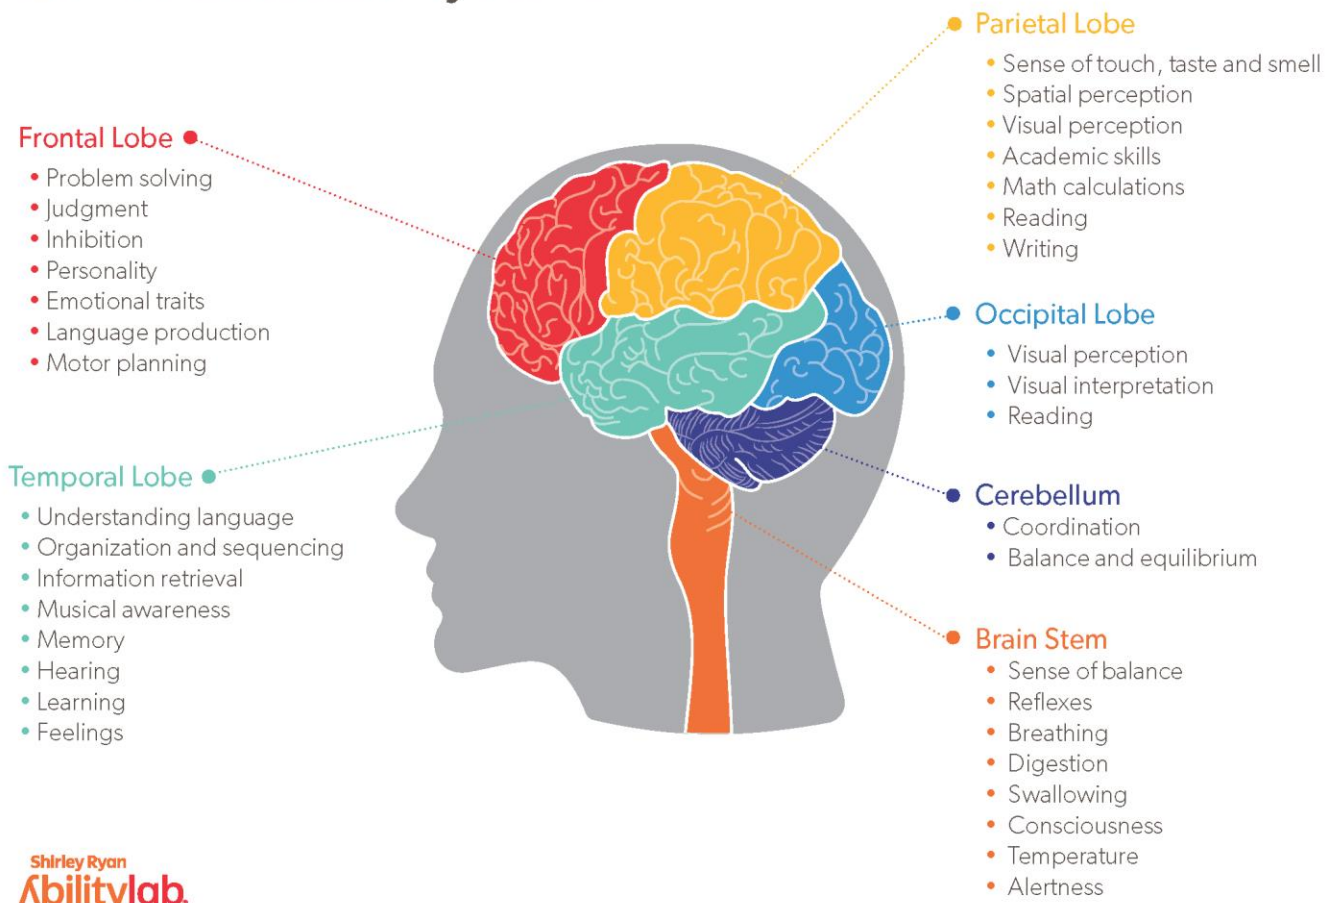 Frontal Lobe
Problem solving
Judgment
Inhibition
Personality
Emotional traits
Language production
Motor planning
Temporal Lobe
Understanding language
Organization and sequencing
Information retrieval
Musical awareness
Memory
Hearing
Learning
Feelings
Parietal Lobe
Sense of touch, taste and smell
Spatial perception
Visual perception
Academic skills
Math calculations
Reading
Writing
Occipital Lobe
Visual perception
Visual interpretation
Reading
Cerebellum
Coordination
Balance and equilibrium
Brain Stem
Sense of balance
Reflexes
Breathing
Digestion
Swallowing
Consciousness
Temperature
Alertness
Shirley Ryan
Abilitylab.